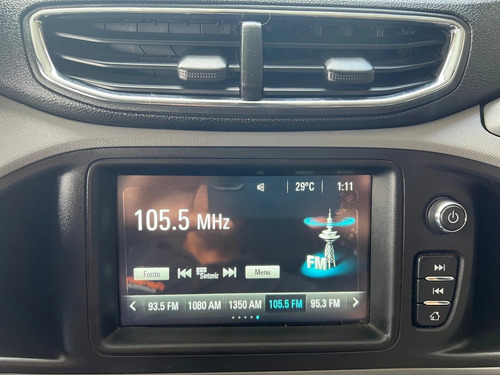 29°C 1:11
105.5 MHz
FM
Fonte Sintoniz Menu
93.5 FM 1080 AM 1350 AM 105.5 FM 95.3 FM